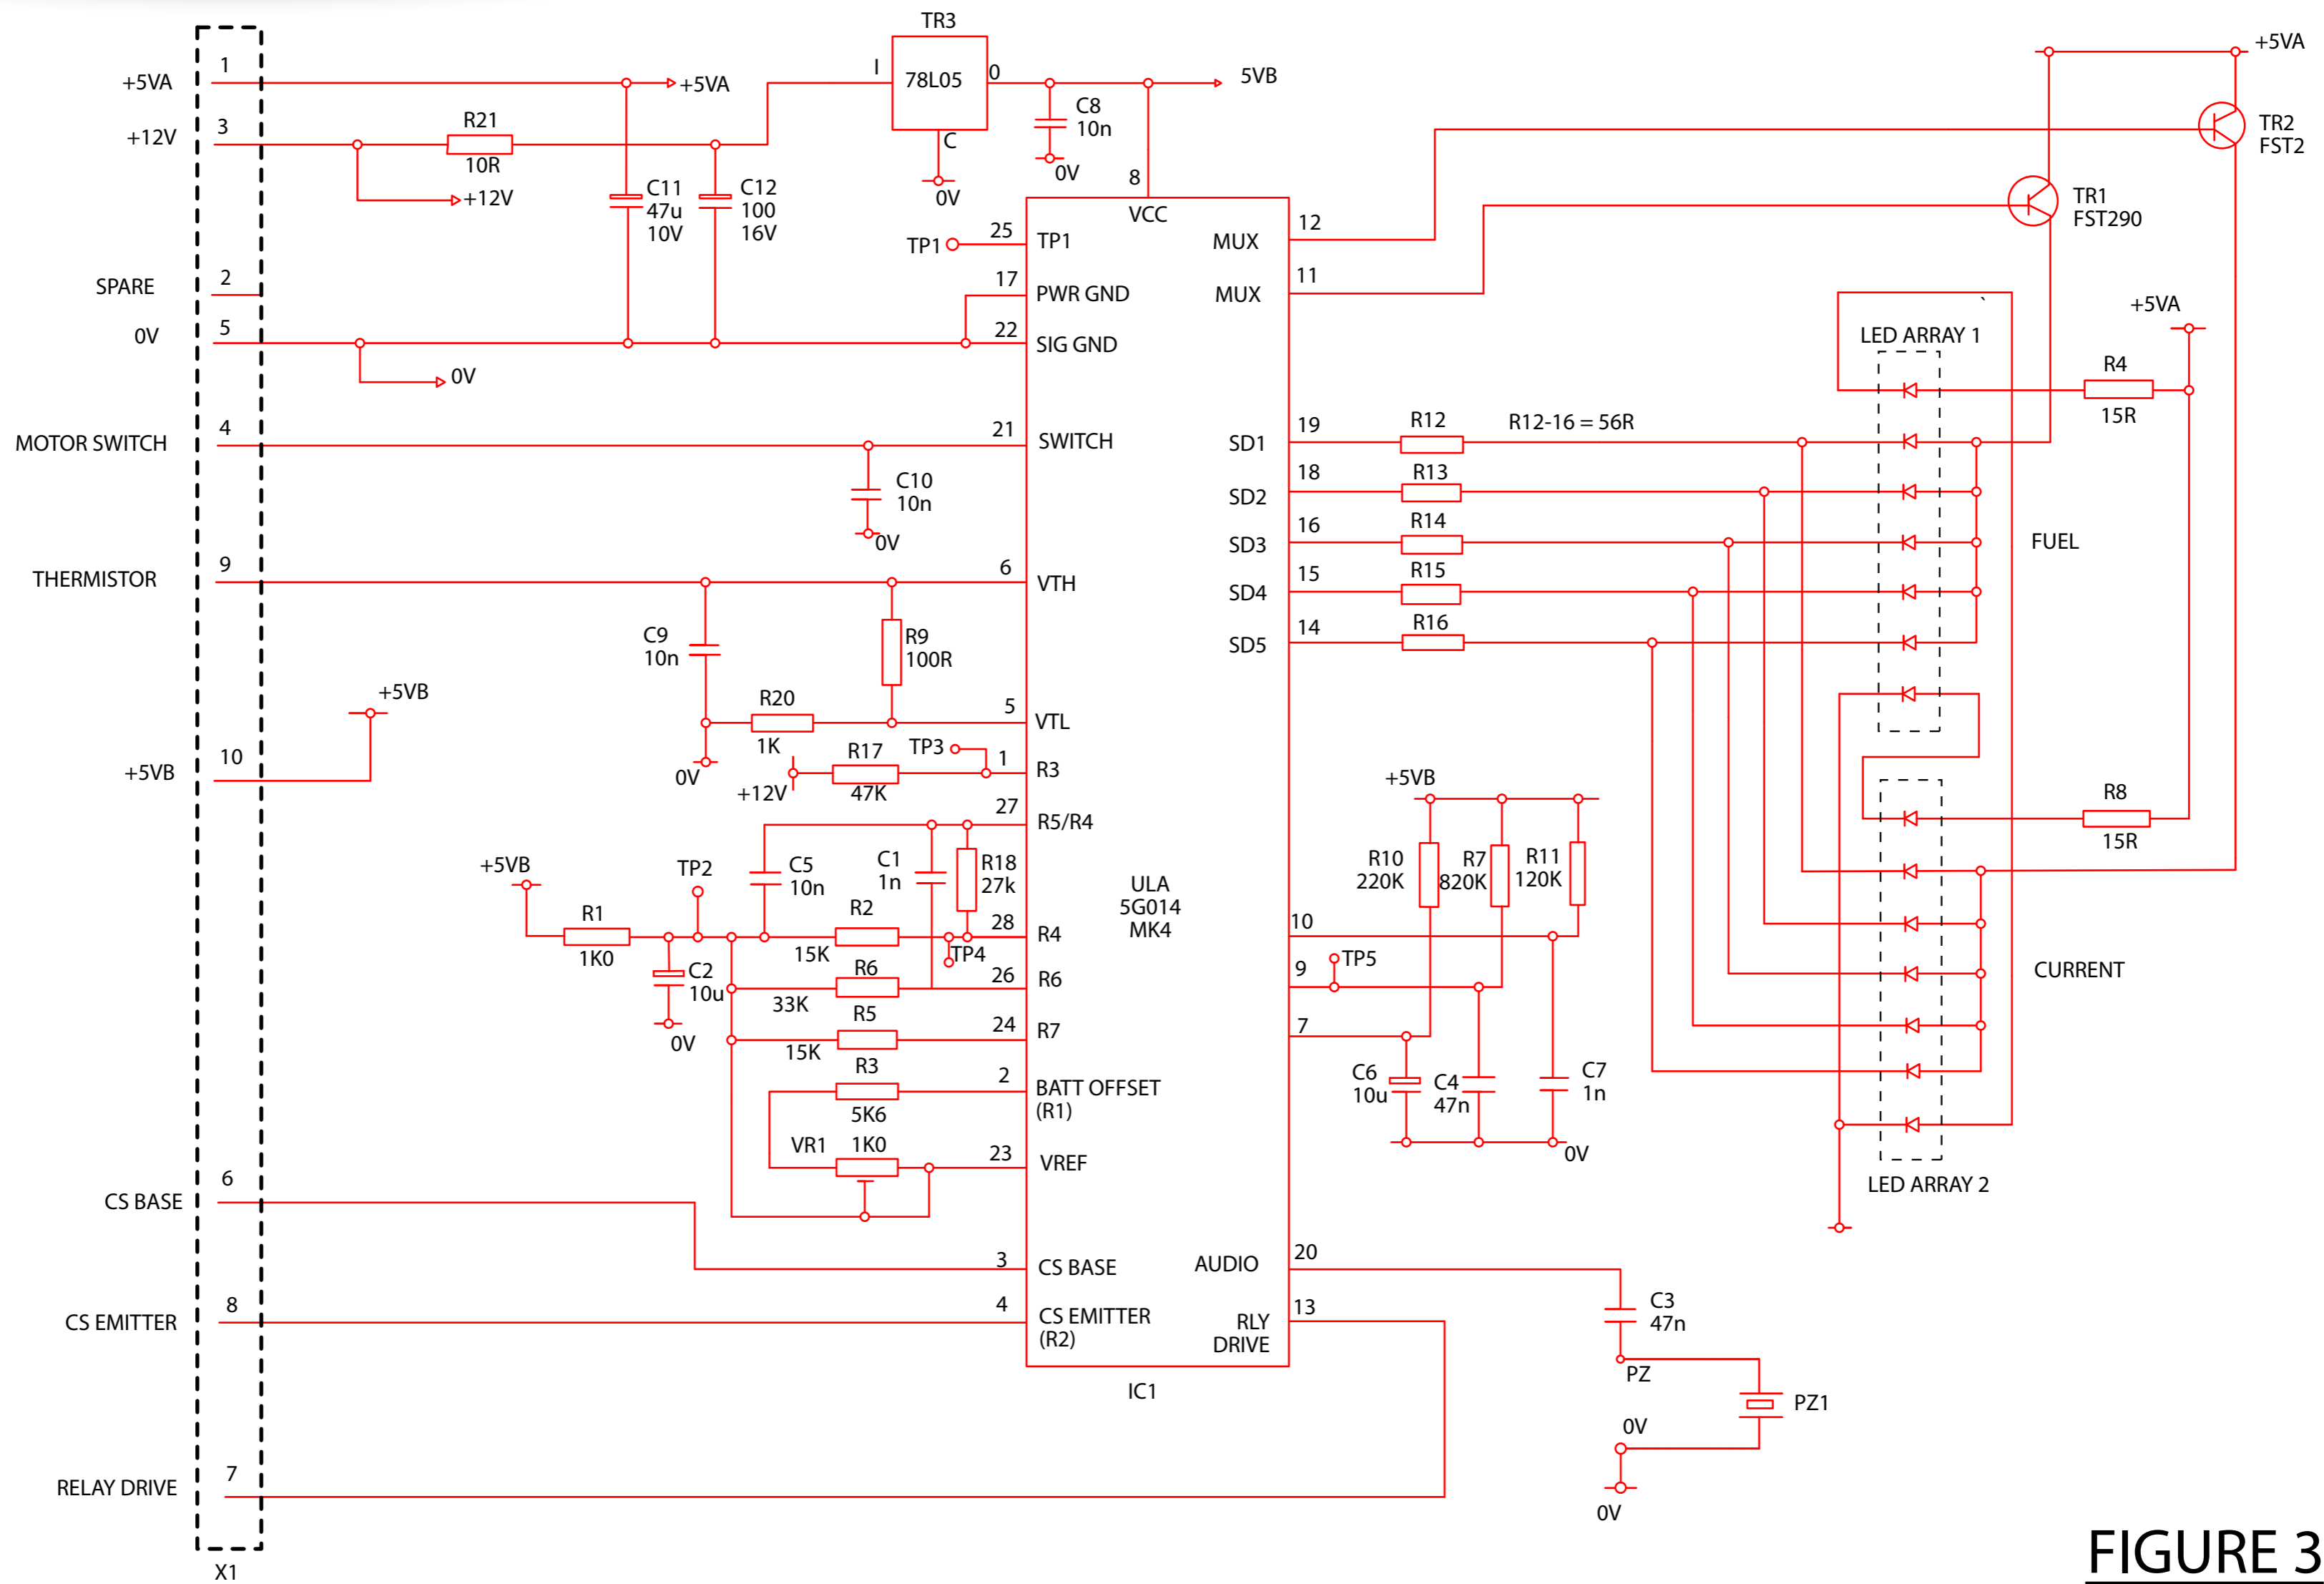 TR3
78L05
I
0
C
0V
5VB
C8
10n
0V
+5VA
1
+5VA
+12V
3
R21
10R
+12V
C11
47u
10V
C12
100
16V
SPARE
2
0V
5
0V
MOTOR SWITCH
4
C10
10n
0V
THERMISTOR
9
C9
10n
R9
100R
R20
1K
0V
+5VB
+5VB
10
R17
47K
+12V
TP3
+5VB
R1
1K0
TP2
C2
10u
0V
C5
10n
C1
1n
R18
27k
R2
15K
TP4
R6
33K
R5
15K
R3
5K6
VR1
1K0
CS BASE
6
CS EMITTER
8
RELAY DRIVE
7
X1
8
VCC
TP1
25
TP1
17
PWR GND
22
SIG GND
21
SWITCH
6
VTH
5
VTL
1
R3
27
R5/R4
28
R4
26
R6
24
R7
2
BATT OFFSET
(R1)
23
VREF
3
CS BASE
4
CS EMITTER
(R2)
ULA
5G014
MK4
IC1
MUX
12
MUX
11
SD1
19
SD2
18
SD3
16
SD4
15
SD5
14
10
9
7
AUDIO
20
RLY
DRIVE
13
R12
R12-16 = 56R
R13
R14
R15
R16
+5VB
R10
220K
R7
820K
R11
120K
TP5
C6
10u
C4
47n
C7
1n
0V
C3
47n
PZ
PZ1
0V
0V
+5VA
TR2
FST2
TR1
FST290
`
+5VA
LED ARRAY 1
R4
15R
FUEL
R8
15R
CURRENT
LED ARRAY 2
FIGURE 3